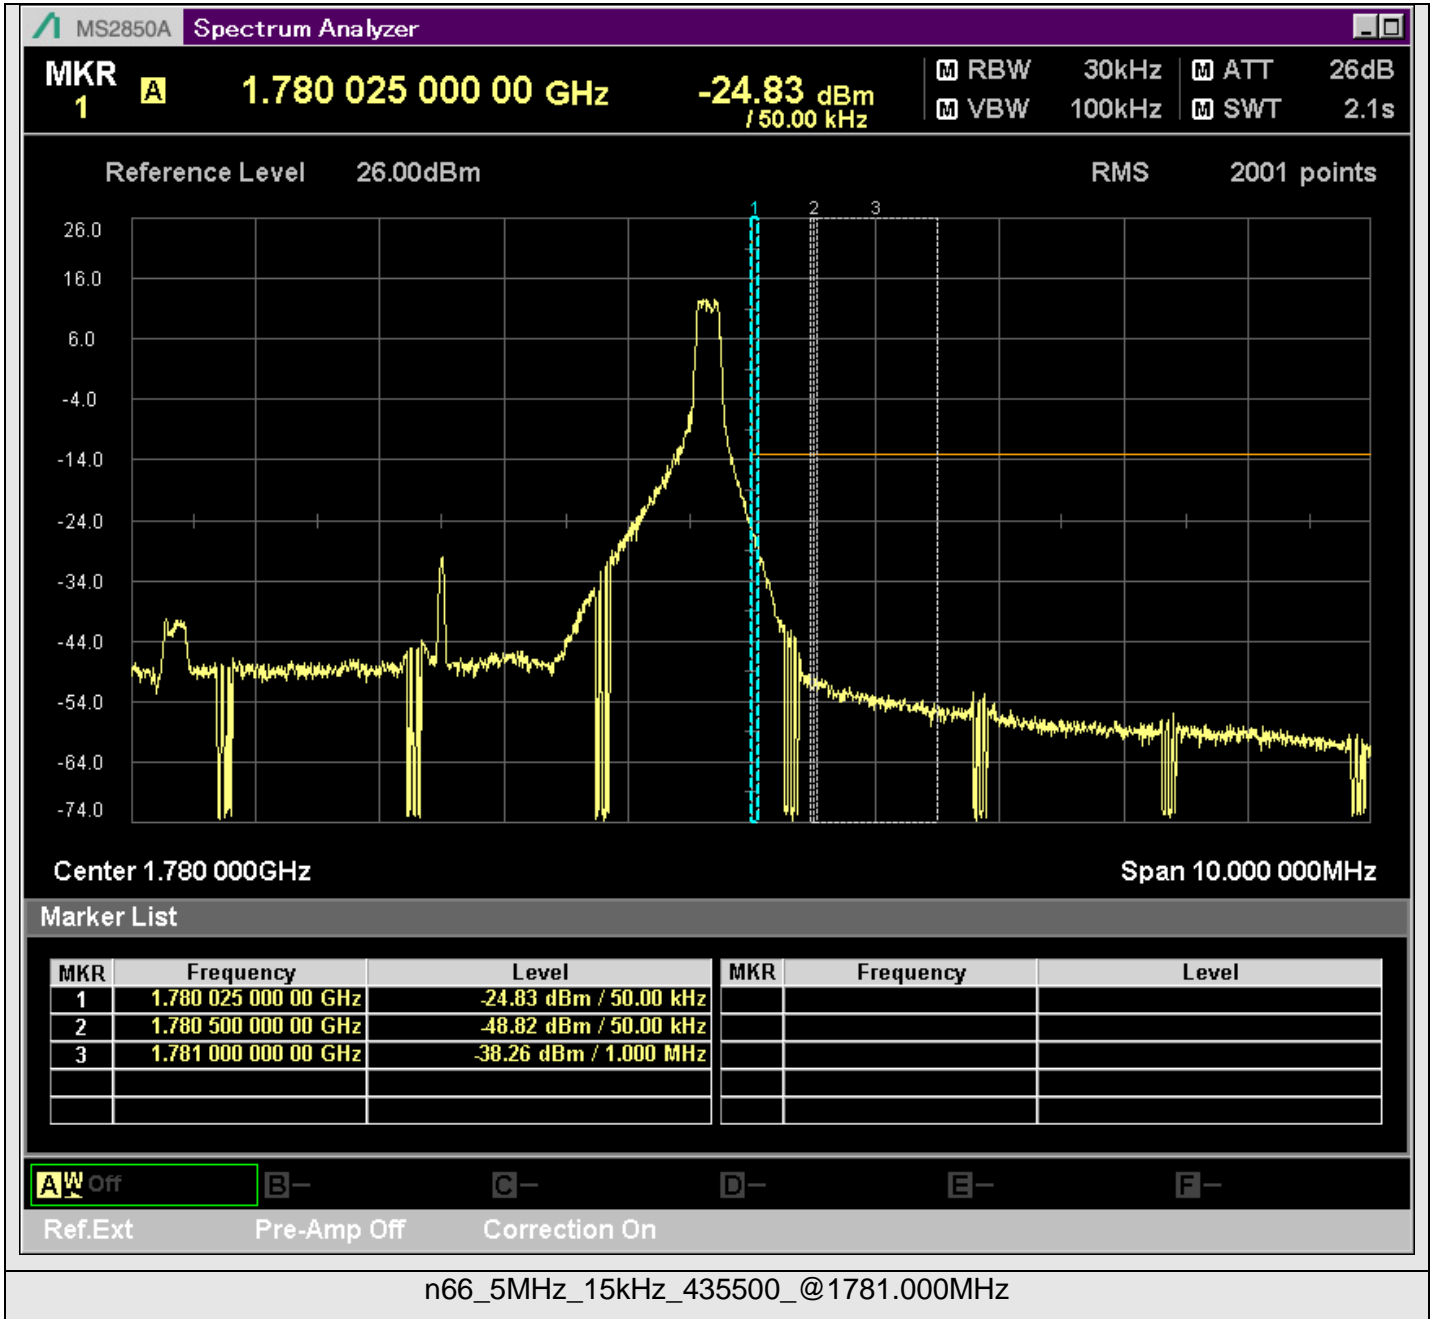 MS2850A Spectrum Analyzer
MKR 1 A 1.780 025 000 00 GHz -24.83 dBm / 50.00 kHz
M RBW 30kHz M ATT 26dB
M VBW 100kHz M SWT 2.1s
Reference Level 26.00dBm RMS 2001 points
1 2 3
26.0
16.0
6.0
-4.0
-14.0
-24.0
-34.0
-44.0
-54.0
-64.0
-74.0
Center 1.780 000GHz Span 10.000 000MHz
Marker List
MKR Frequency Level MKR Frequency Level
1 1.780 025 000 00 GHz -24.83 dBm / 50.00 kHz
2 1.780 500 000 00 GHz -48.82 dBm / 50.00 kHz
3 1.781 000 000 00 GHz -38.26 dBm / 1.000 MHz
A W Off B- C- D- E- F-
Ref.Ext Pre-Amp Off Correction On
n66_5MHz_15kHz_435500_@1781.000MHz